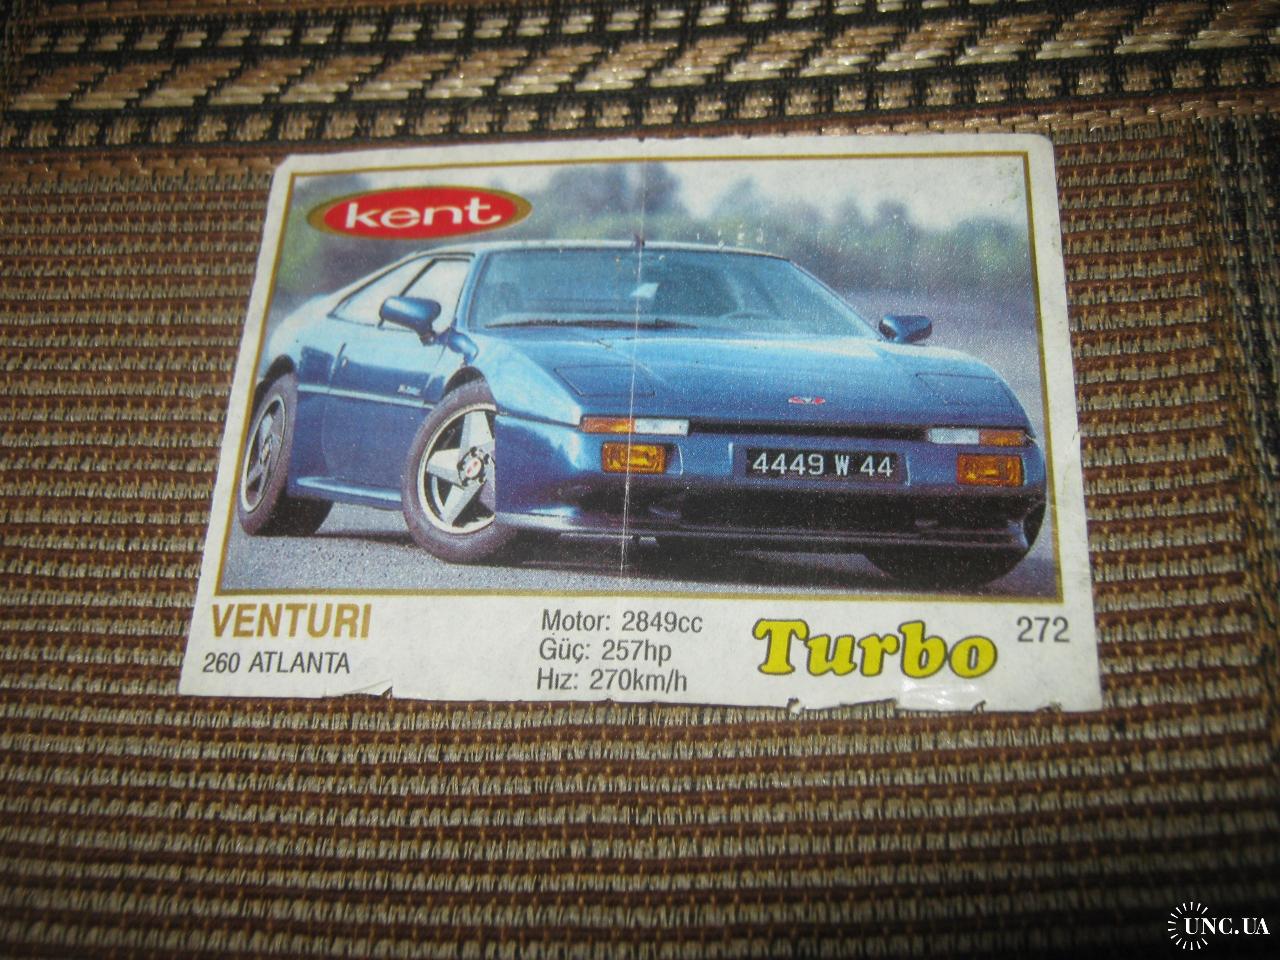 kent
4449 W 44
VENTURI
260 ATLANTA
Motor: 2849cc
Güç: 257hp
Hız: 270km/h
Turbo
272
UNC.UA